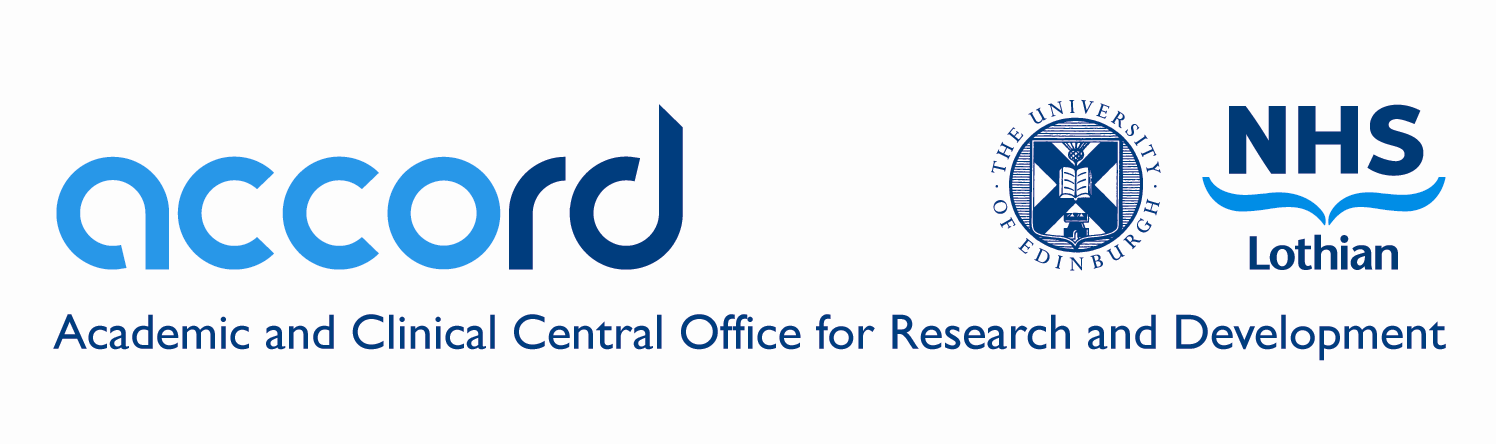 accord
THE UNIVERSITY OF EDINBURGH
NHS
Lothian
Academic and Clinical Central Office for Research and Development